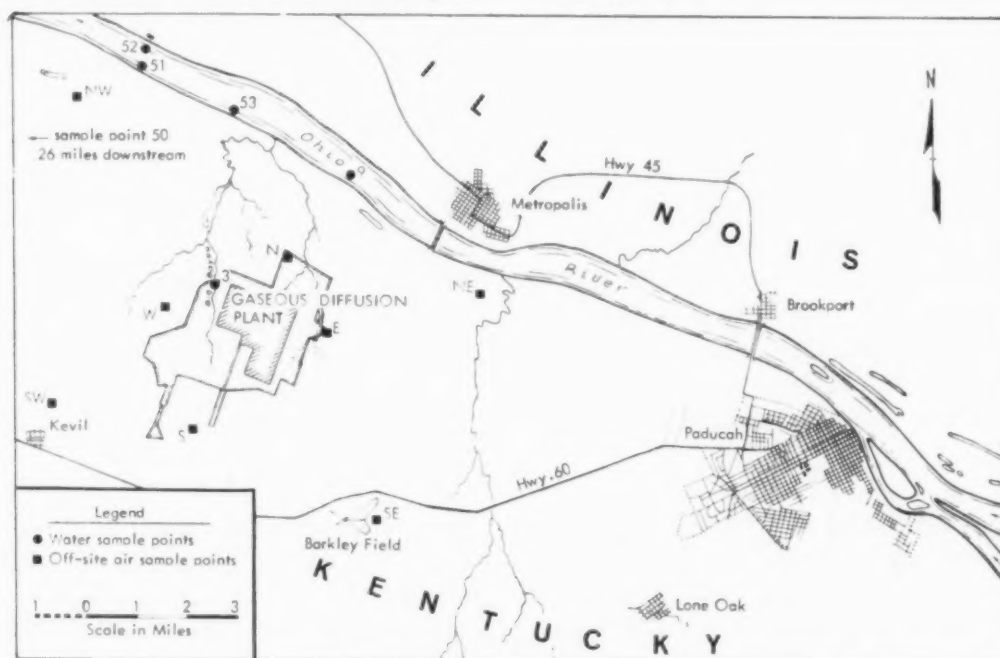 52
51
53
NW
sample point 50
26 miles downstream
Ohio
9
ILLINOIS
N
Hwy 45
Metropolis
River
Brookport
N
3
NE
W
GASEOUS DIFFUSION
PLANT
E
SW
Kevil
S
Paducah
Hwy. 60
SE
Barkley Field
KENTUCKY
Lone Oak
Legend
Water sample points
Off-site air sample points
1 0 1 2 3
Scale in Miles